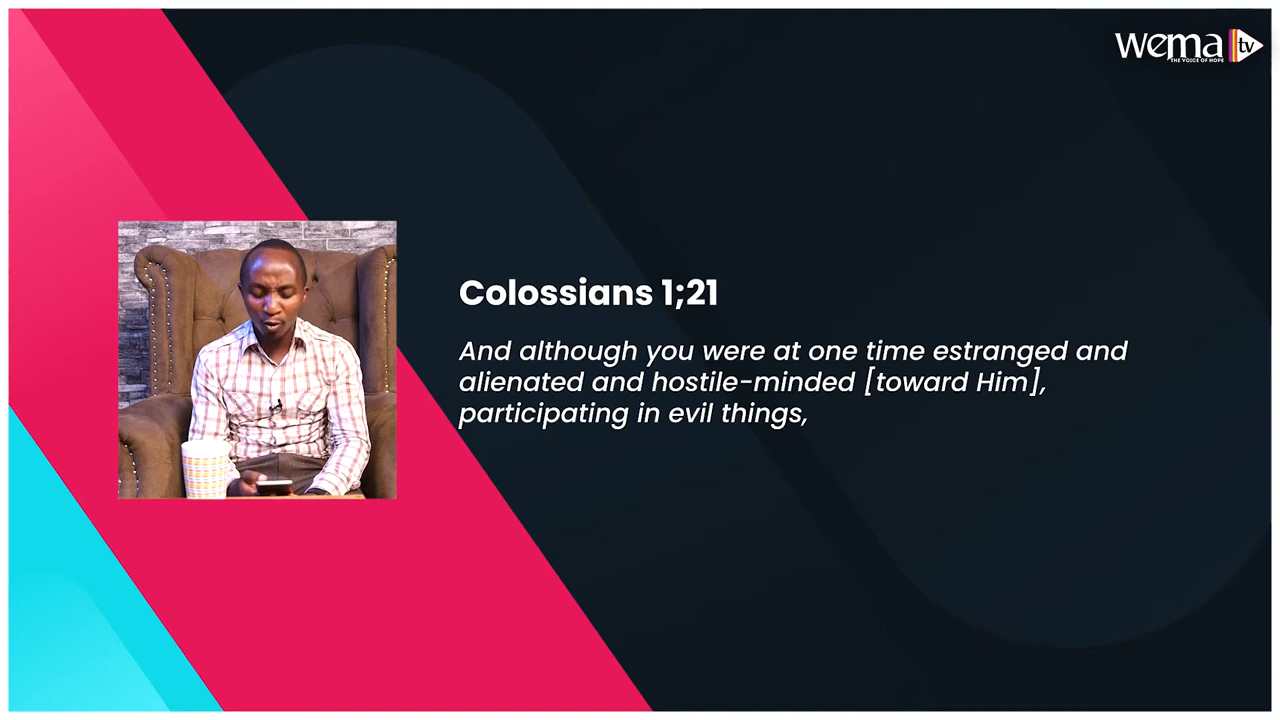 wema tv
THE VOICE OF HOPE
Colossians 1;21
And although you were at one time estranged and
alienated and hostile-minded [toward Him],
participating in evil things,